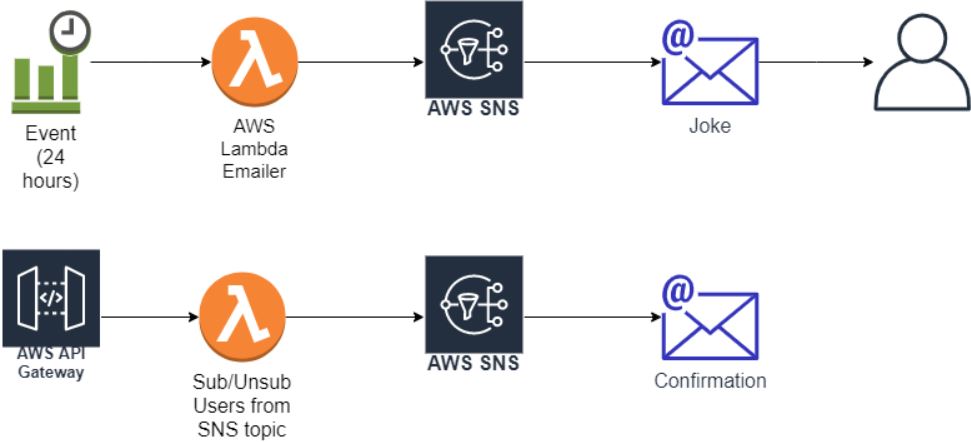 Event
(24
hours)
AWS
Lambda
Emailer
AWS SNS
@
Joke
</>
AWS API
Gateway
Sub/Unsub
Users from
SNS topic
AWS SNS
@
Confirmation